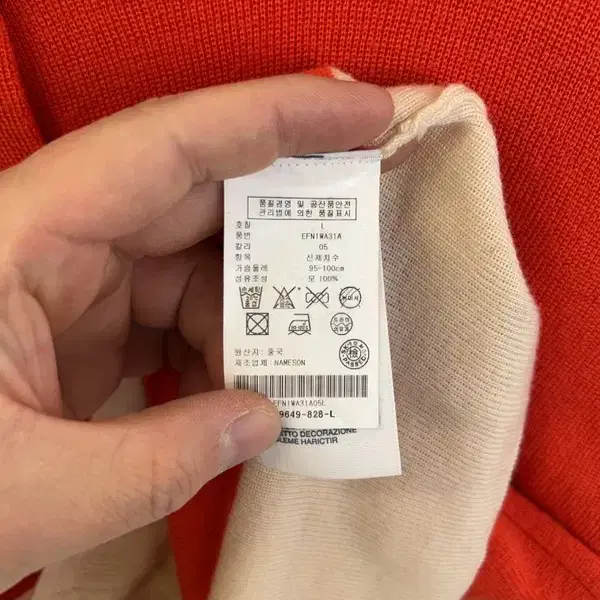 품질경영 및 공산품안전
관리법에 의한 품질표시
호칭 L
품번 EFNIWA31A
칼라 05
항목 신체치수
가슴둘레 95-100cm
섬유조성 모 100%
원산지: 중국
제조업체: NAMESON
EFNIWA31A05L
9649-828-L
ETTO DECORAZIONE
BLEME HARICTIR